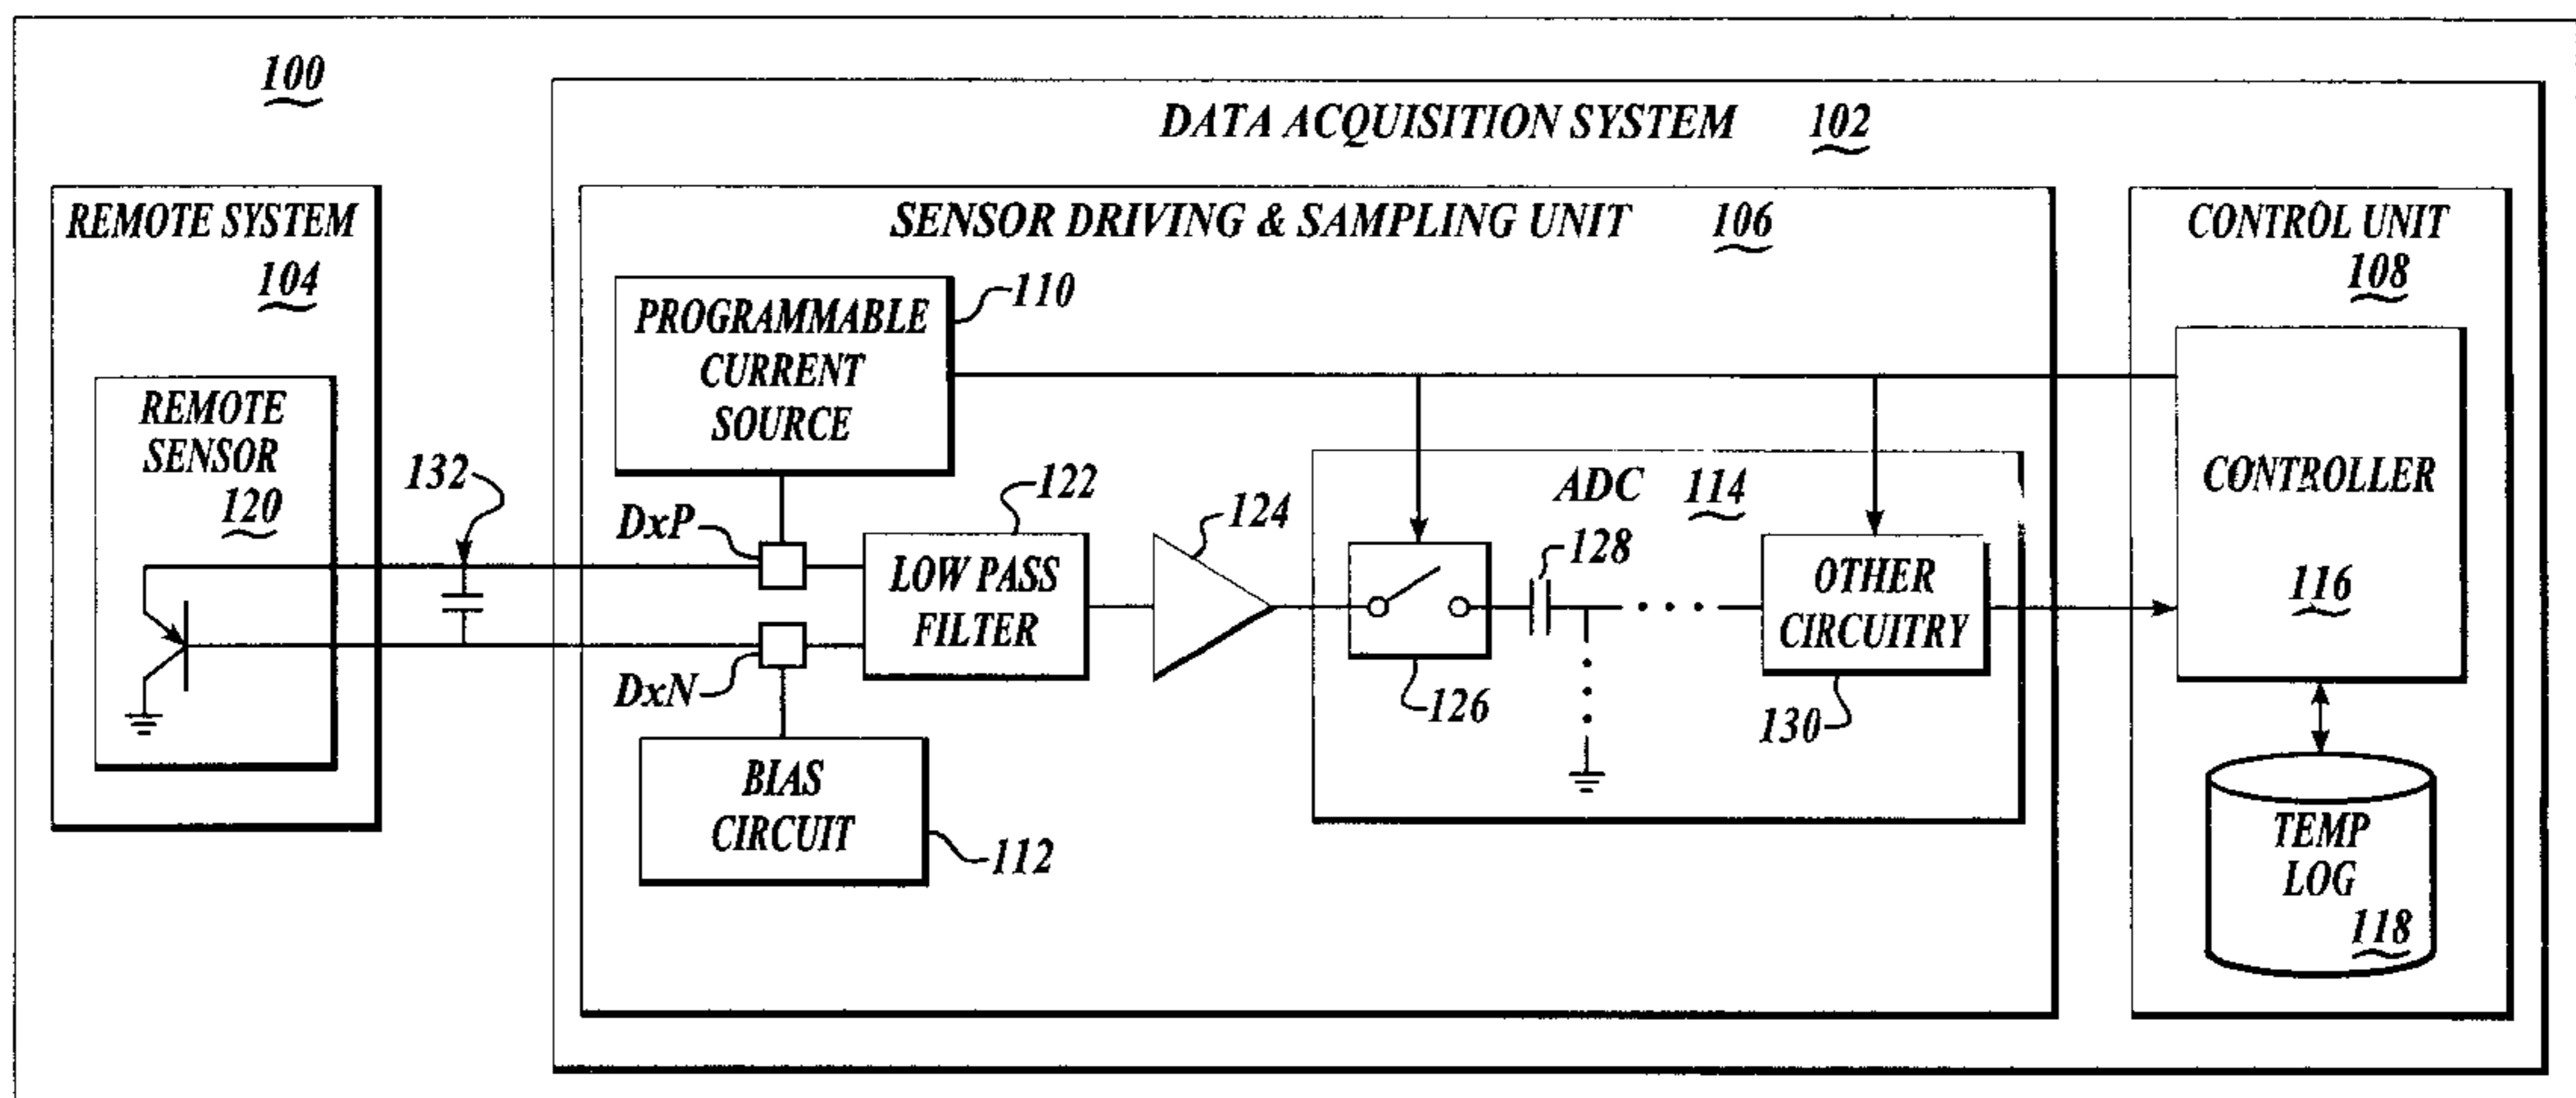 100
DATA ACQUISITION SYSTEM 102
REMOTE SYSTEM
104
SENSOR DRIVING & SAMPLING UNIT 106
CONTROL UNIT
108
PROGRAMMABLE
CURRENT
SOURCE
110
REMOTE
SENSOR
120
132
DxP
122
LOW PASS
FILTER
124
ADC 114
128
126
OTHER
CIRCUITRY
130
CONTROLLER
116
DxN
BIAS
CIRCUIT
112
TEMP
LOG
118